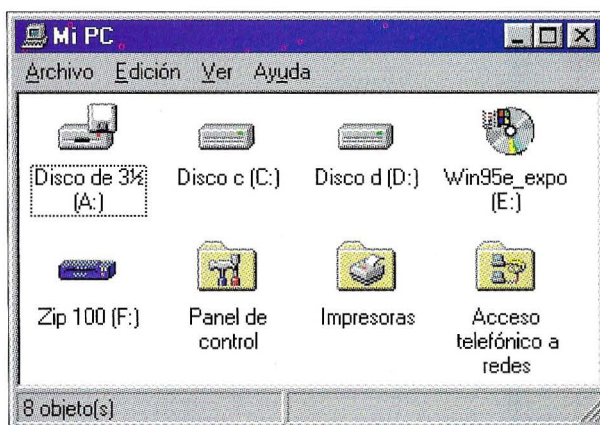 Mi PC
Archivo Edición Ver Ayuda
Disco de 3½
(A:)
Disco c (C:)
Disco d (D:)
Win95e_expo
(E:)
Zip 100 (F:)
Panel de
control
Impresoras
Acceso
telefónico a
redes
8 objeto(s)